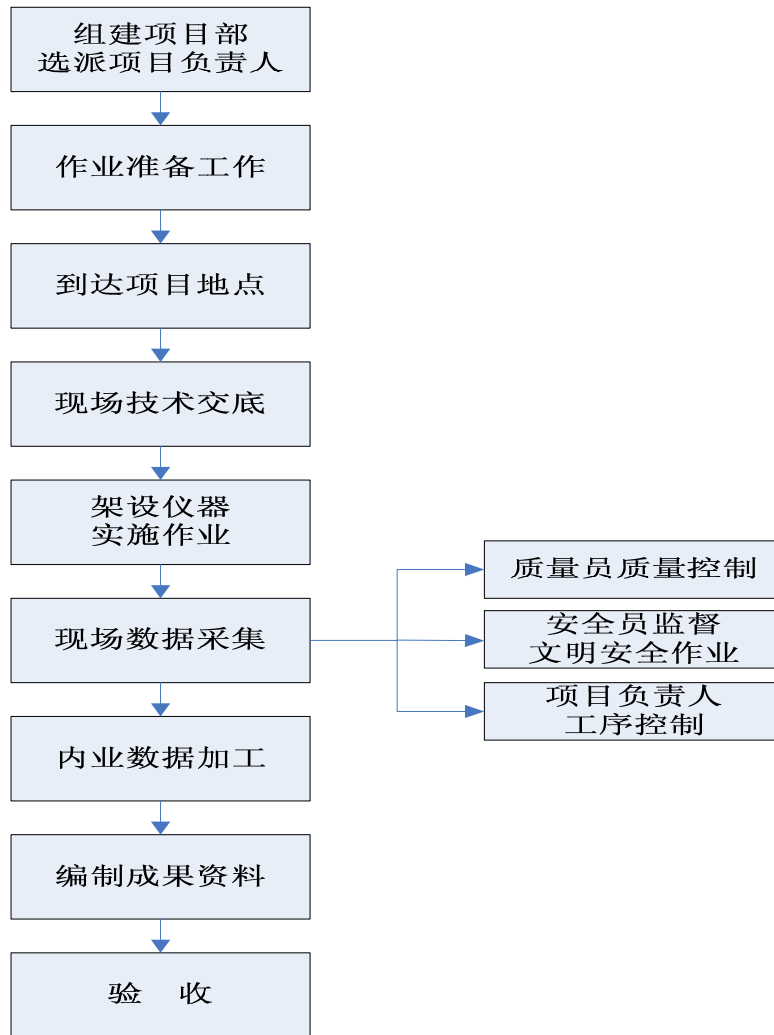 组建项目部
选派项目负责人
作业准备工作
到达项目地点
现场技术交底
架设仪器
实施作业
现场数据采集
质量员质量控制
安全员监督
文明安全作业
项目负责人
工序控制
内业数据加工
编制成果资料
验 收